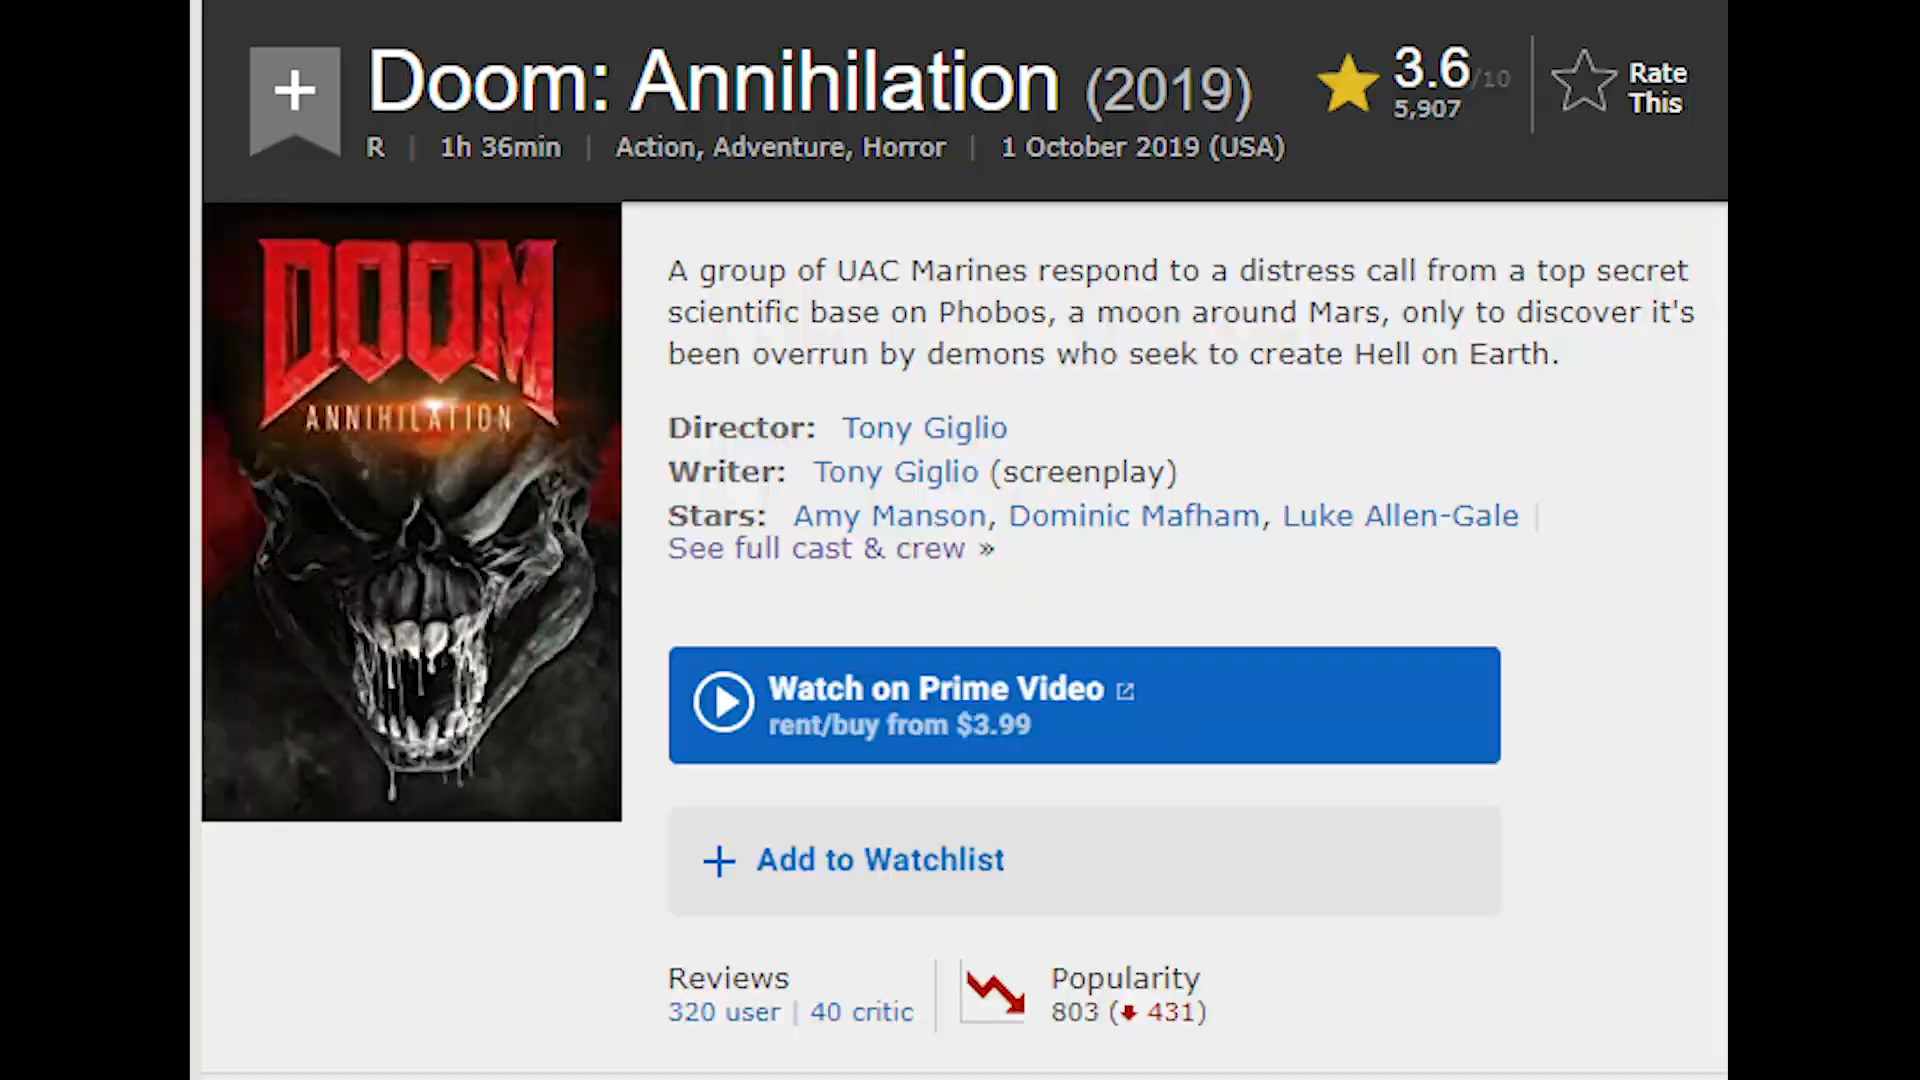 Doom: Annihilation (2019)
3.6/10
5,907
Rate
This
R | 1h 36min | Action, Adventure, Horror | 1 October 2019 (USA)
DOOM
ANNIHILATION
A group of UAC Marines respond to a distress call from a top secret
scientific base on Phobos, a moon around Mars, only to discover it's
been overrun by demons who seek to create Hell on Earth.
Director: Tony Giglio
Writer: Tony Giglio (screenplay)
Stars: Amy Manson, Dominic Mafham, Luke Allen-Gale |
See full cast & crew »
Watch on Prime Video
rent/buy from $3.99
+ Add to Watchlist
Reviews
320 user | 40 critic
Popularity
803 (431)